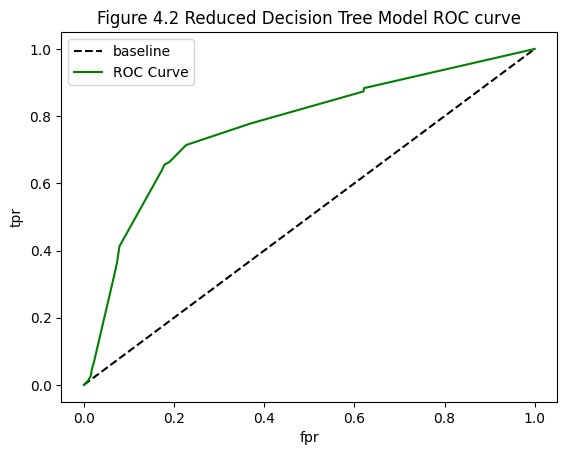 Figure 4.2 Reduced Decision Tree Model ROC curve
baseline
ROC Curve
tpr
1.0
0.8
0.6
0.4
0.2
0.0
0.0 0.2 0.4 0.6 0.8 1.0
fpr